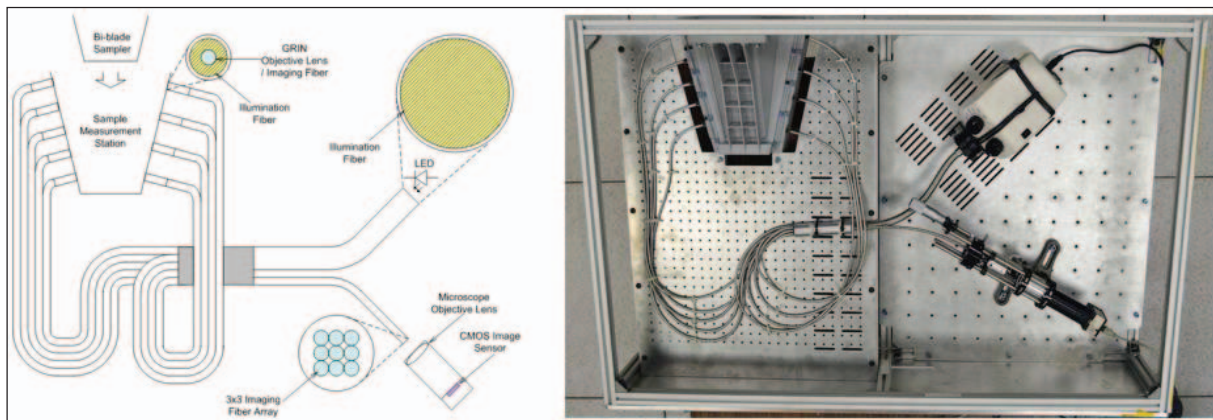 Bi-blade
Sampler
GRIN
Objective Lens
/ Imaging Fiber
Illumination
Fiber
Sample
Measurement
Station
Illumination
Fiber
LED
Microscope
Objective Lens
CMOS Image
Sensor
3x3 Imaging
Fiber Array